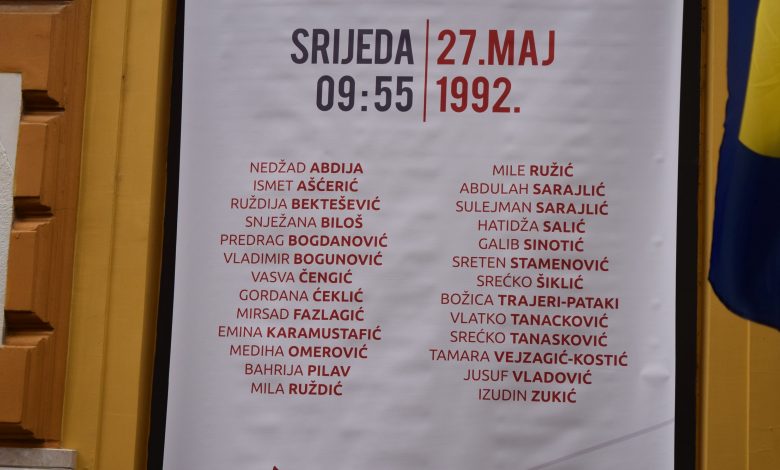 SRIJEDA 27.MAJ
09:55 1992.
NEDŽAD ABDIJA
ISMET AŠĆERIĆ
RUŽDIJA BEKTEŠEVIĆ
SNJEŽANA BILOŠ
PREDRAG BOGDANOVIĆ
VLADIMIR BOGUNOVIĆ
VASVA ČENGIĆ
GORDANA ĆEKLIĆ
MIRSAD FAZLAGIĆ
EMINA KARAMUSTAFIĆ
MEDIHA OMEROVIĆ
BAHRIJA PILAV
MILA RUŽDIĆ
MILE RUŽIĆ
ABDULAH SARAJLIĆ
SULEJMAN SARAJLIĆ
HATIDŽA SALIĆ
GALIB SINOTIĆ
SRETEN STAMENOVIĆ
SREĆKO ŠIKLIĆ
BOŽICA TRAJERI-PATAKI
VLATKO TANACKOVIĆ
SREĆKO TANASKOVIĆ
TAMARA VEJZAGIĆ-KOSTIĆ
JUSUF VLADOVIĆ
IZUDIN ZUKIĆ